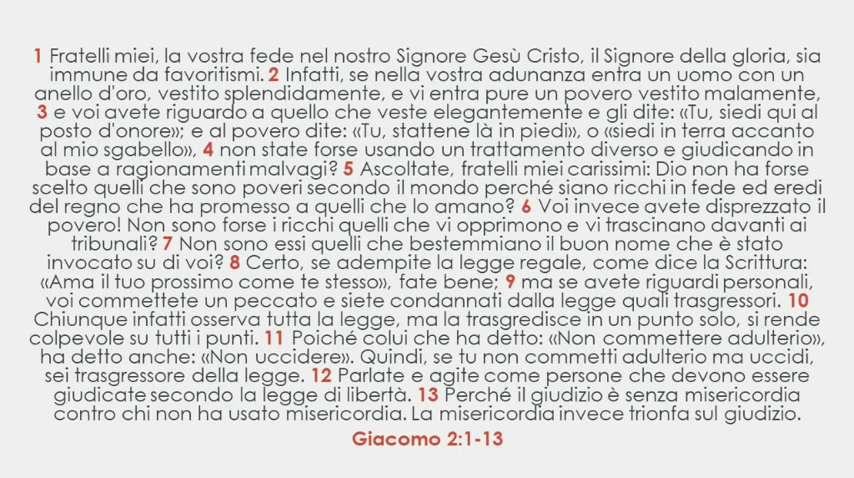 1 Fratelli miei, la vostra fede nel nostro Signore Gesù Cristo, il Signore della gloria, sia
immune da favoritismi. 2 Infatti, se nella vostra adunanza entra un uomo con un
anello d'oro, vestito splendidamente, e vi entra pure un povero vestito malamente,
3 e voi avete riguardo a quello che veste elegantemente e gli dite: «Tu, siedi qui al
posto d'onore»; e al povero dite: «Tu, stattene là in piedi», o «siedi in terra accanto
al mio sgabello», 4 non state forse usando un trattamento diverso e giudicando in
base a ragionamenti malvagi? 5 Ascoltate, fratelli miei carissimi: Dio non ha forse
scelto quelli che sono poveri secondo il mondo perché siano ricchi in fede ed eredi
del regno che ha promesso a quelli che lo amano? 6 Voi invece avete disprezzato il
povero! Non sono forse i ricchi quelli che vi opprimono e vi trascinano davanti ai
tribunali? 7 Non sono essi quelli che bestemmiano il buon nome che è stato
invocato su di voi? 8 Certo, se adempite la legge regale, come dice la Scrittura:
«Ama il tuo prossimo come te stesso», fate bene; 9 ma se avete riguardi personali,
voi commettete un peccato e siete condannati dalla legge quali trasgressori. 10
Chiunque infatti osserva tutta la legge, ma la trasgredisce in un punto solo, si rende
colpevole su tutti i punti. 11 Poiché colui che ha detto: «Non commettere adulterio»,
ha detto anche: «Non uccidere». Quindi, se tu non commetti adulterio ma uccidi,
sei trasgressore della legge. 12 Parlate e agite come persone che devono essere
giudicate secondo la legge di libertà. 13 Perché il giudizio è senza misericordia
contro chi non ha usato misericordia. La misericordia invece trionfa sul giudizio.
Giacomo 2:1-13